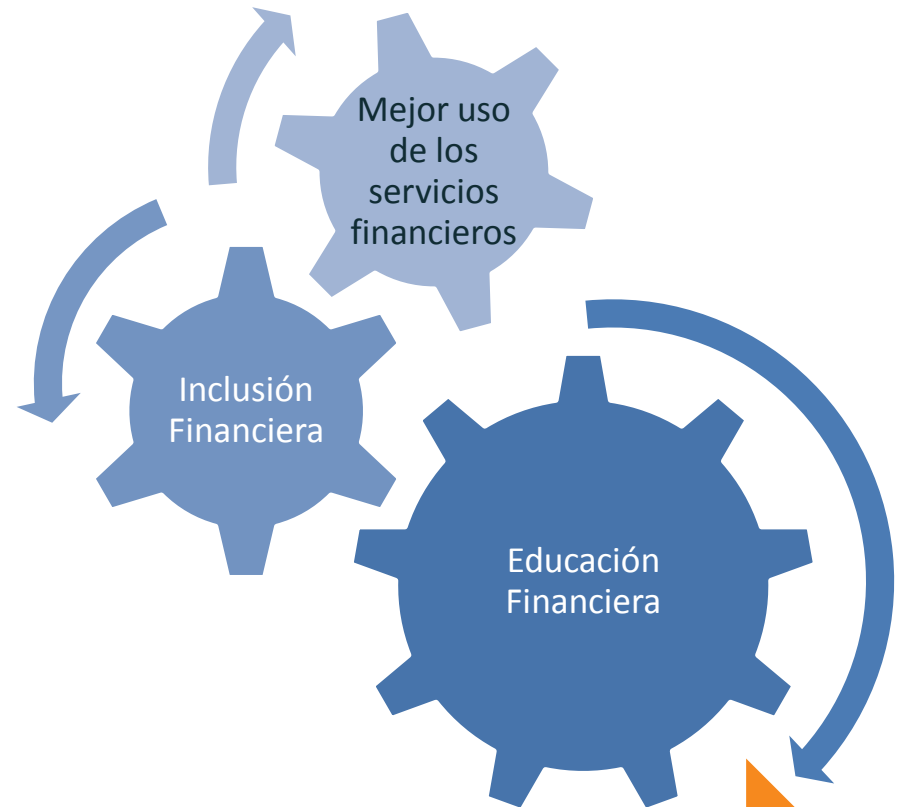 Mejor uso
de los
servicios
financieros
Inclusión
Financiera
Educación
Financiera